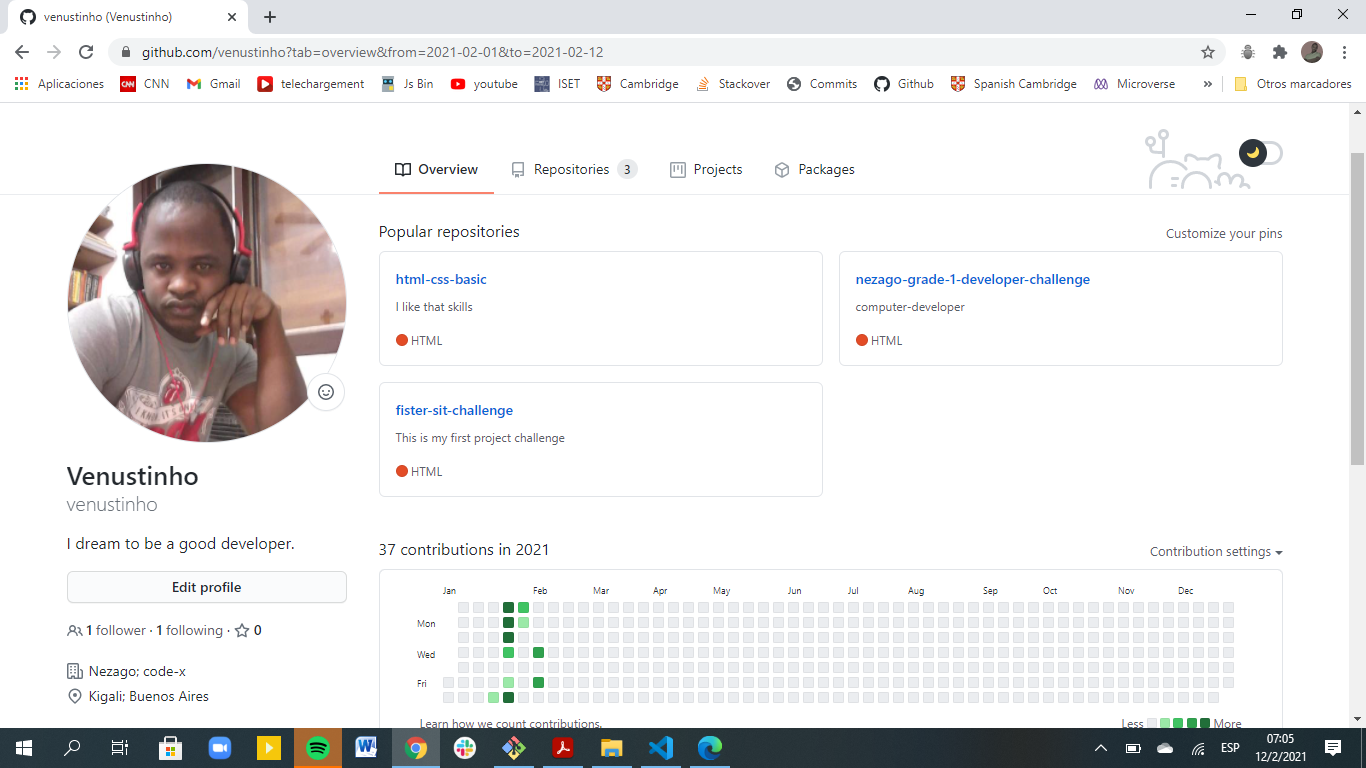 venustinho (Venustinho)
github.com/venustinho?tab=overview&from=2021-02-01&to=2021-02-12
Aplicaciones CNN Gmail telechargement Js Bin youtube ISET Cambridge Stackover Commits Github Spanish Cambridge Microverse » Otros marcadores
Overview Repositories 3 Projects Packages
Popular repositories
Customize your pins
html-css-basic
I like that skills
HTML
nezago-grade-1-developer-challenge
computer-developer
HTML
fister-sit-challenge
This is my first project challenge
HTML
Venustinho
venustinho
I dream to be a good developer.
Edit profile
1 follower · 1 following · 0
Nezago; code-x
Kigali; Buenos Aires
37 contributions in 2021
Contribution settings
Jan Feb Mar Apr May Jun Jul Aug Sep Oct Nov Dec
Mon
Wed
Fri
Learn how we count contributions.
Less More
ESP
07:05
12/2/2021